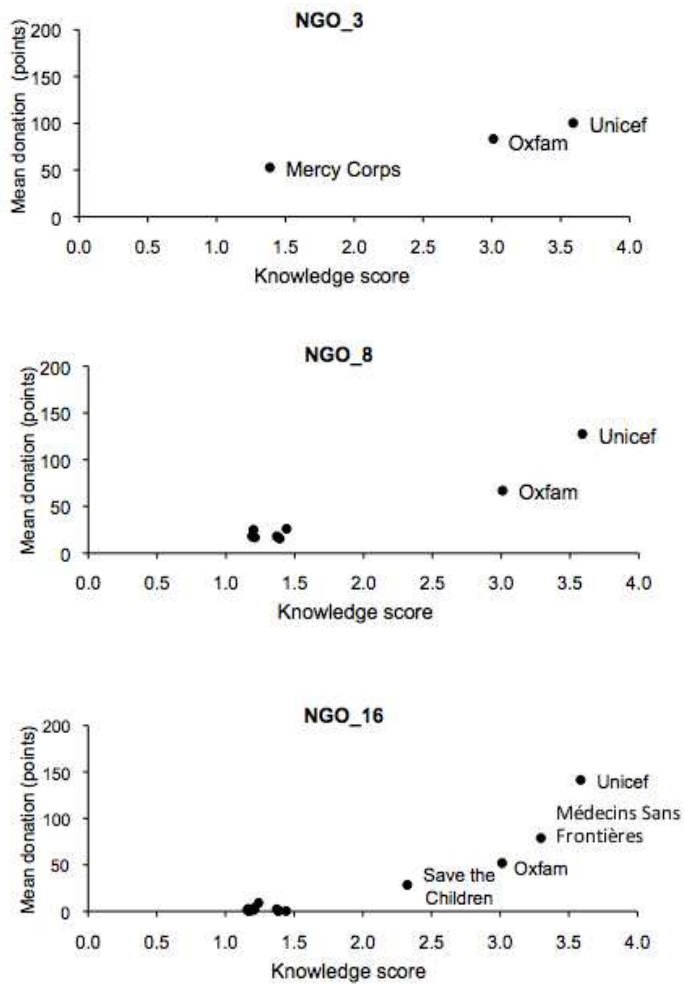 NGO_3
Mean donation (points)
200
150
100
50
0
Unicef
Oxfam
Mercy Corps
0.0 0.5 1.0 1.5 2.0 2.5 3.0 3.5 4.0
Knowledge score
NGO_8
Mean donation (points)
200
150
100
50
0
Unicef
Oxfam
0.0 0.5 1.0 1.5 2.0 2.5 3.0 3.5 4.0
Knowledge score
NGO_16
Mean donation (points)
200
150
100
50
0
Unicef
Médecins Sans
Frontières
Oxfam
Save the
Children
0.0 0.5 1.0 1.5 2.0 2.5 3.0 3.5 4.0
Knowledge score